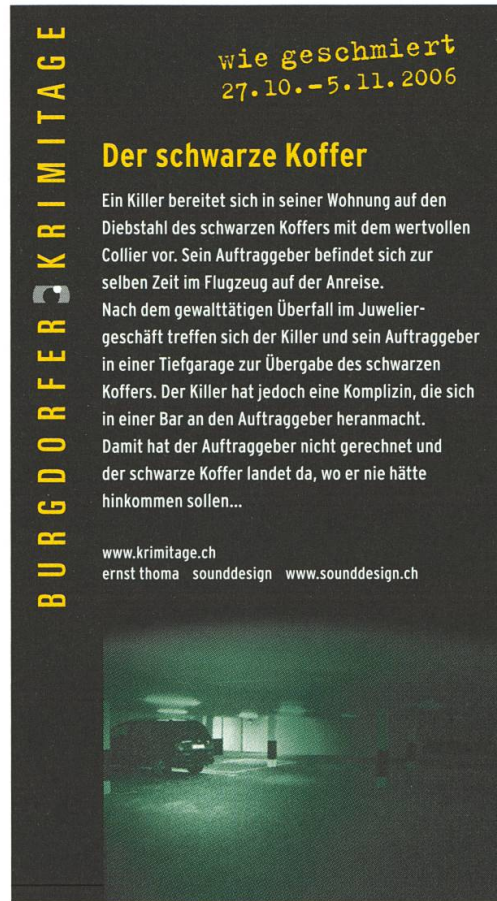 BURGDORFER KRIMITAGE
wie geschmiert
27.10.–5.11.2006
Der schwarze Koffer
Ein Killer bereitet sich in seiner Wohnung auf den
Diebstahl des schwarzen Koffers mit dem wertvollen
Collier vor. Sein Auftraggeber befindet sich zur
selben Zeit im Flugzeug auf der Anreise.
Nach dem gewalttätigen Überfall im Juwelier-
geschäft treffen sich der Killer und sein Auftraggeber
in einer Tiefgarage zur Übergabe des schwarzen
Koffers. Der Killer hat jedoch eine Komplizin, die sich
in einer Bar an den Auftraggeber heranmacht.
Damit hat der Auftraggeber nicht gerechnet und
der schwarze Koffer landet da, wo er nie hätte
hinkommen sollen...
www.krimitage.ch
ernst thoma sounddesign www.sounddesign.ch